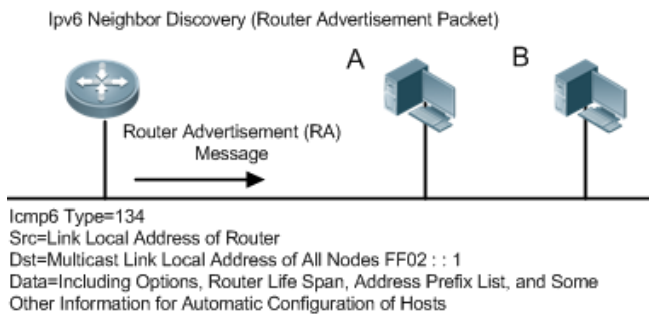 Ipv6 Neighbor Discovery (Router Advertisement Packet)
A
B
Router Advertisement (RA)
Message
Icmp6 Type=134
Src=Link Local Address of Router
Dst=Multicast Link Local Address of All Nodes FF02 : : 1
Data=Including Options, Router Life Span, Address Prefix List, and Some
Other Information for Automatic Configuration of Hosts